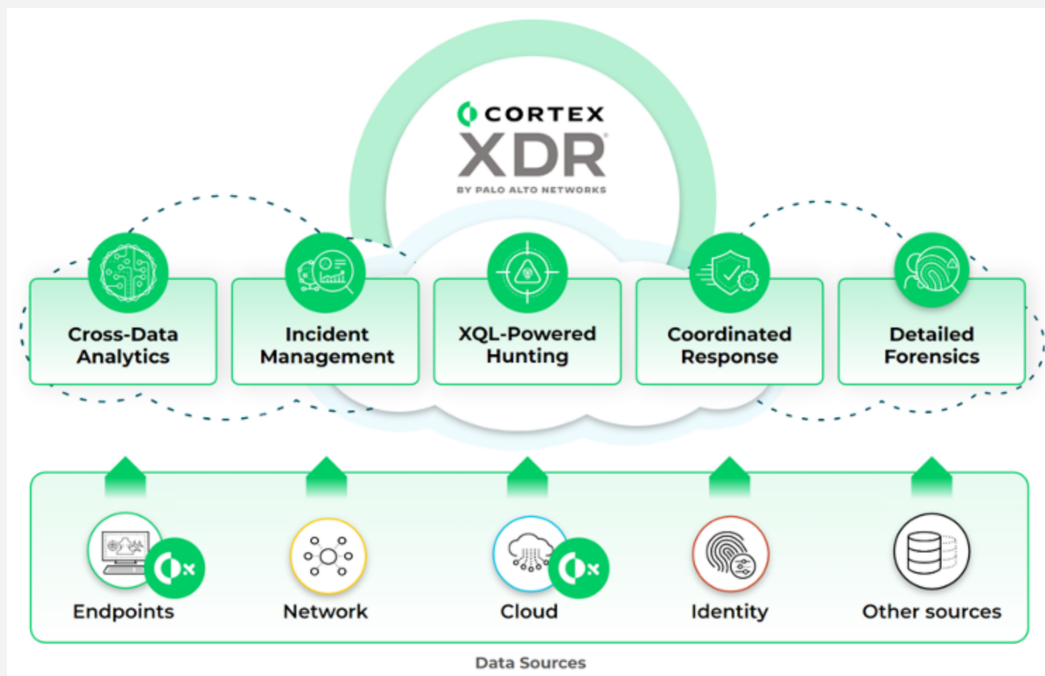 CORTEX
XDR
BY PALO ALTO NETWORKS
Cross-Data
Analytics
Incident
Management
XQL-Powered
Hunting
Coordinated
Response
Detailed
Forensics
Endpoints
Network
Cloud
Identity
Other sources
Data Sources